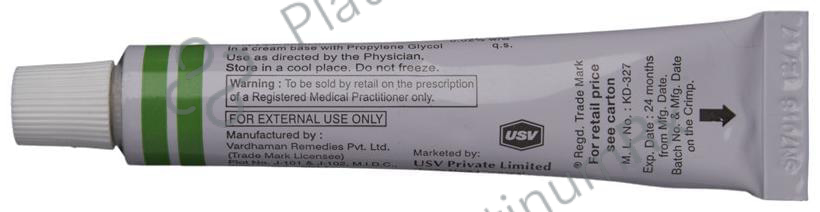 In a cream base with Propylene Glycol q.s.
Use as directed by the Physician,
Store in a cool place. Do not freeze.
Warning : To be sold by retail on the prescription
of a Registered Medical Practitioner only.
FOR EXTERNAL USE ONLY
Manufactured by :
Vardhaman Remedies Pvt. Ltd.
(Trade Mark Licensee)
Plot No. J-101 & J-102, M.I.D.C.,
USV
Marketed by:
USV Private Limited
® Regd. Trade Mark
For retail price
see carton
M. L. No. : KD-327
Exp. Date : 24 months
from Mfg. Date.
Batch No. & Mfg. Date
on the Crimp.